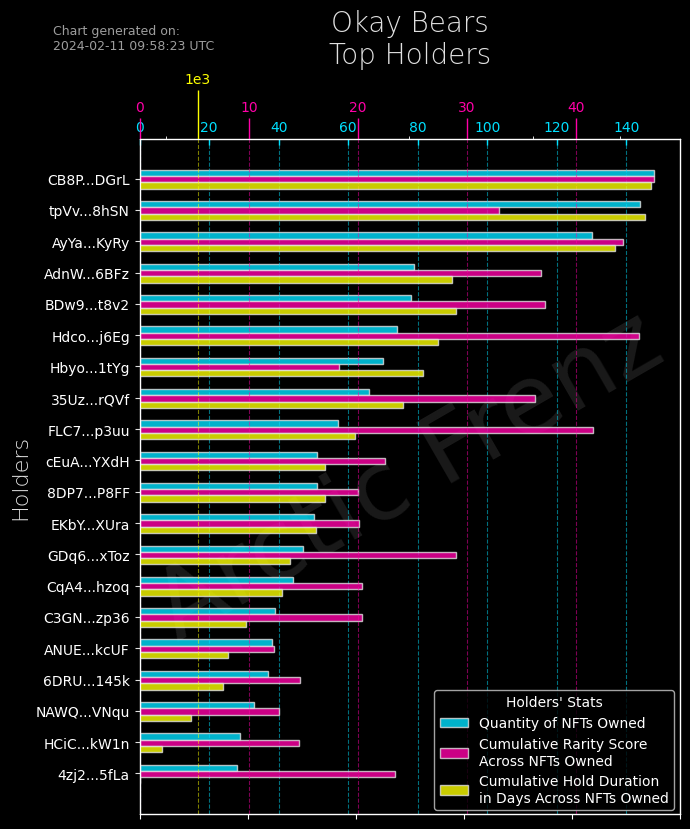 Okay Bears
Top Holders
Chart generated on:
2024-02-11 09:58:23 UTC
1e3
0 10 20 30 40
0 20 40 60 80 100 120 140
CB8P...DGrL
tpVv...8hSN
AyYa...KyRy
AdnW...6BFz
BDw9...t8v2
Hdco...j6Eg
Hbyo...1tYg
35Uz...rQVf
FLC7...p3uu
cEuA...YXdH
8DP7...P8FF
EKbY...XUra
GDq6...xToz
CqA4...hzoq
C3GN...zp36
ANUE...kcUF
6DRU...145k
NAWQ...VNqu
HCiC...kW1n
4zj2...5fLa
Holders
Arctic Frenz
Holders' Stats
Quantity of NFTs Owned
Cumulative Rarity Score
Across NFTs Owned
Cumulative Hold Duration
in Days Across NFTs Owned